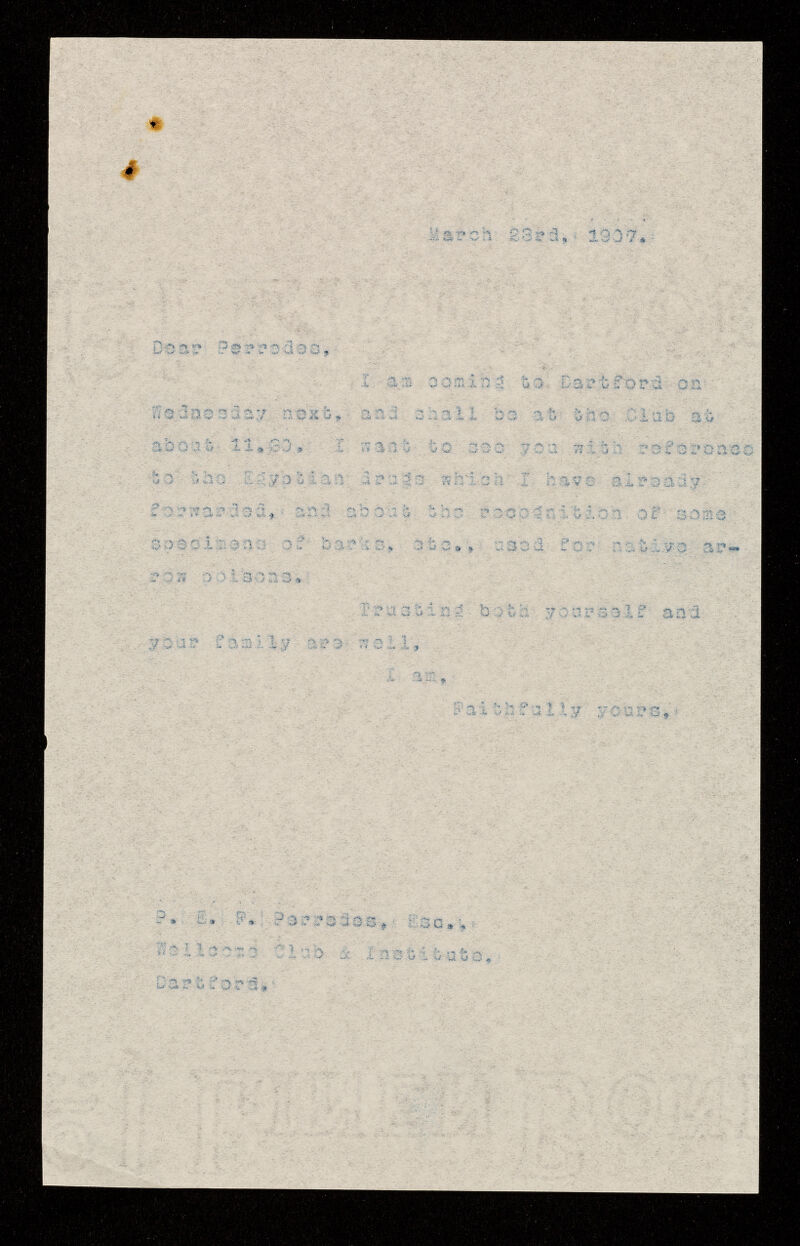 March 23rd, 1907.
Dear Perredes,
I am coming to Dartford on
Wednesday next, and shall be at the Club at
about 11.30. I want to see you with reference
to the Egyptian drugs which I have already
forwarded, and about the recognition of some
specimens of barks, etc., used for native ar-
row poisons.
Trusting both yourself and
your family are well,
I am,
Faithfully yours,
P. E. F. Perredes, Esq.,
Wellcome Club & Institute,
Dartford.